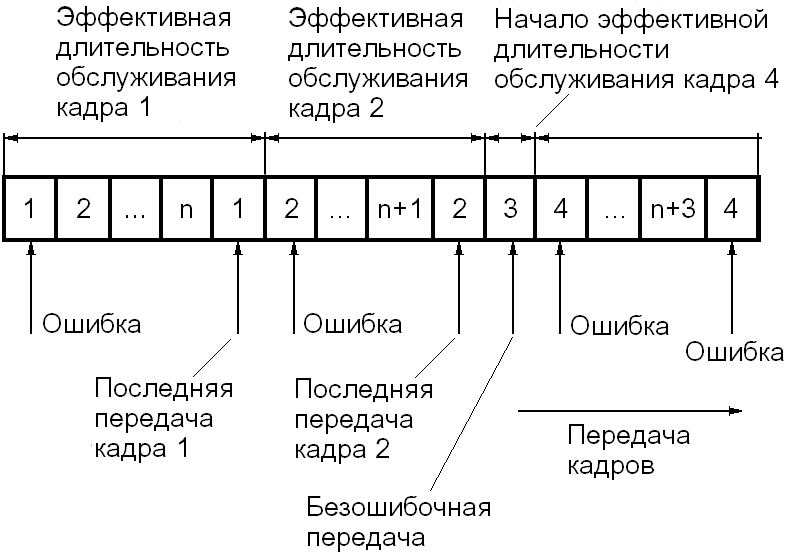 Эффективная
длительность
обслуживания
кадра 1
Эффективная
длительность
обслуживания
кадра 2
Начало эффективной
длительности
обслуживания кадра 4
1 2 ... n 1 2 ... n+1 2 3 4 ... n+3 4
Ошибка
Ошибка
Ошибка
Ошибка
Последняя
передача
кадра 1
Последняя
передача
кадра 2
Передача
кадров
Безошибочная
передача